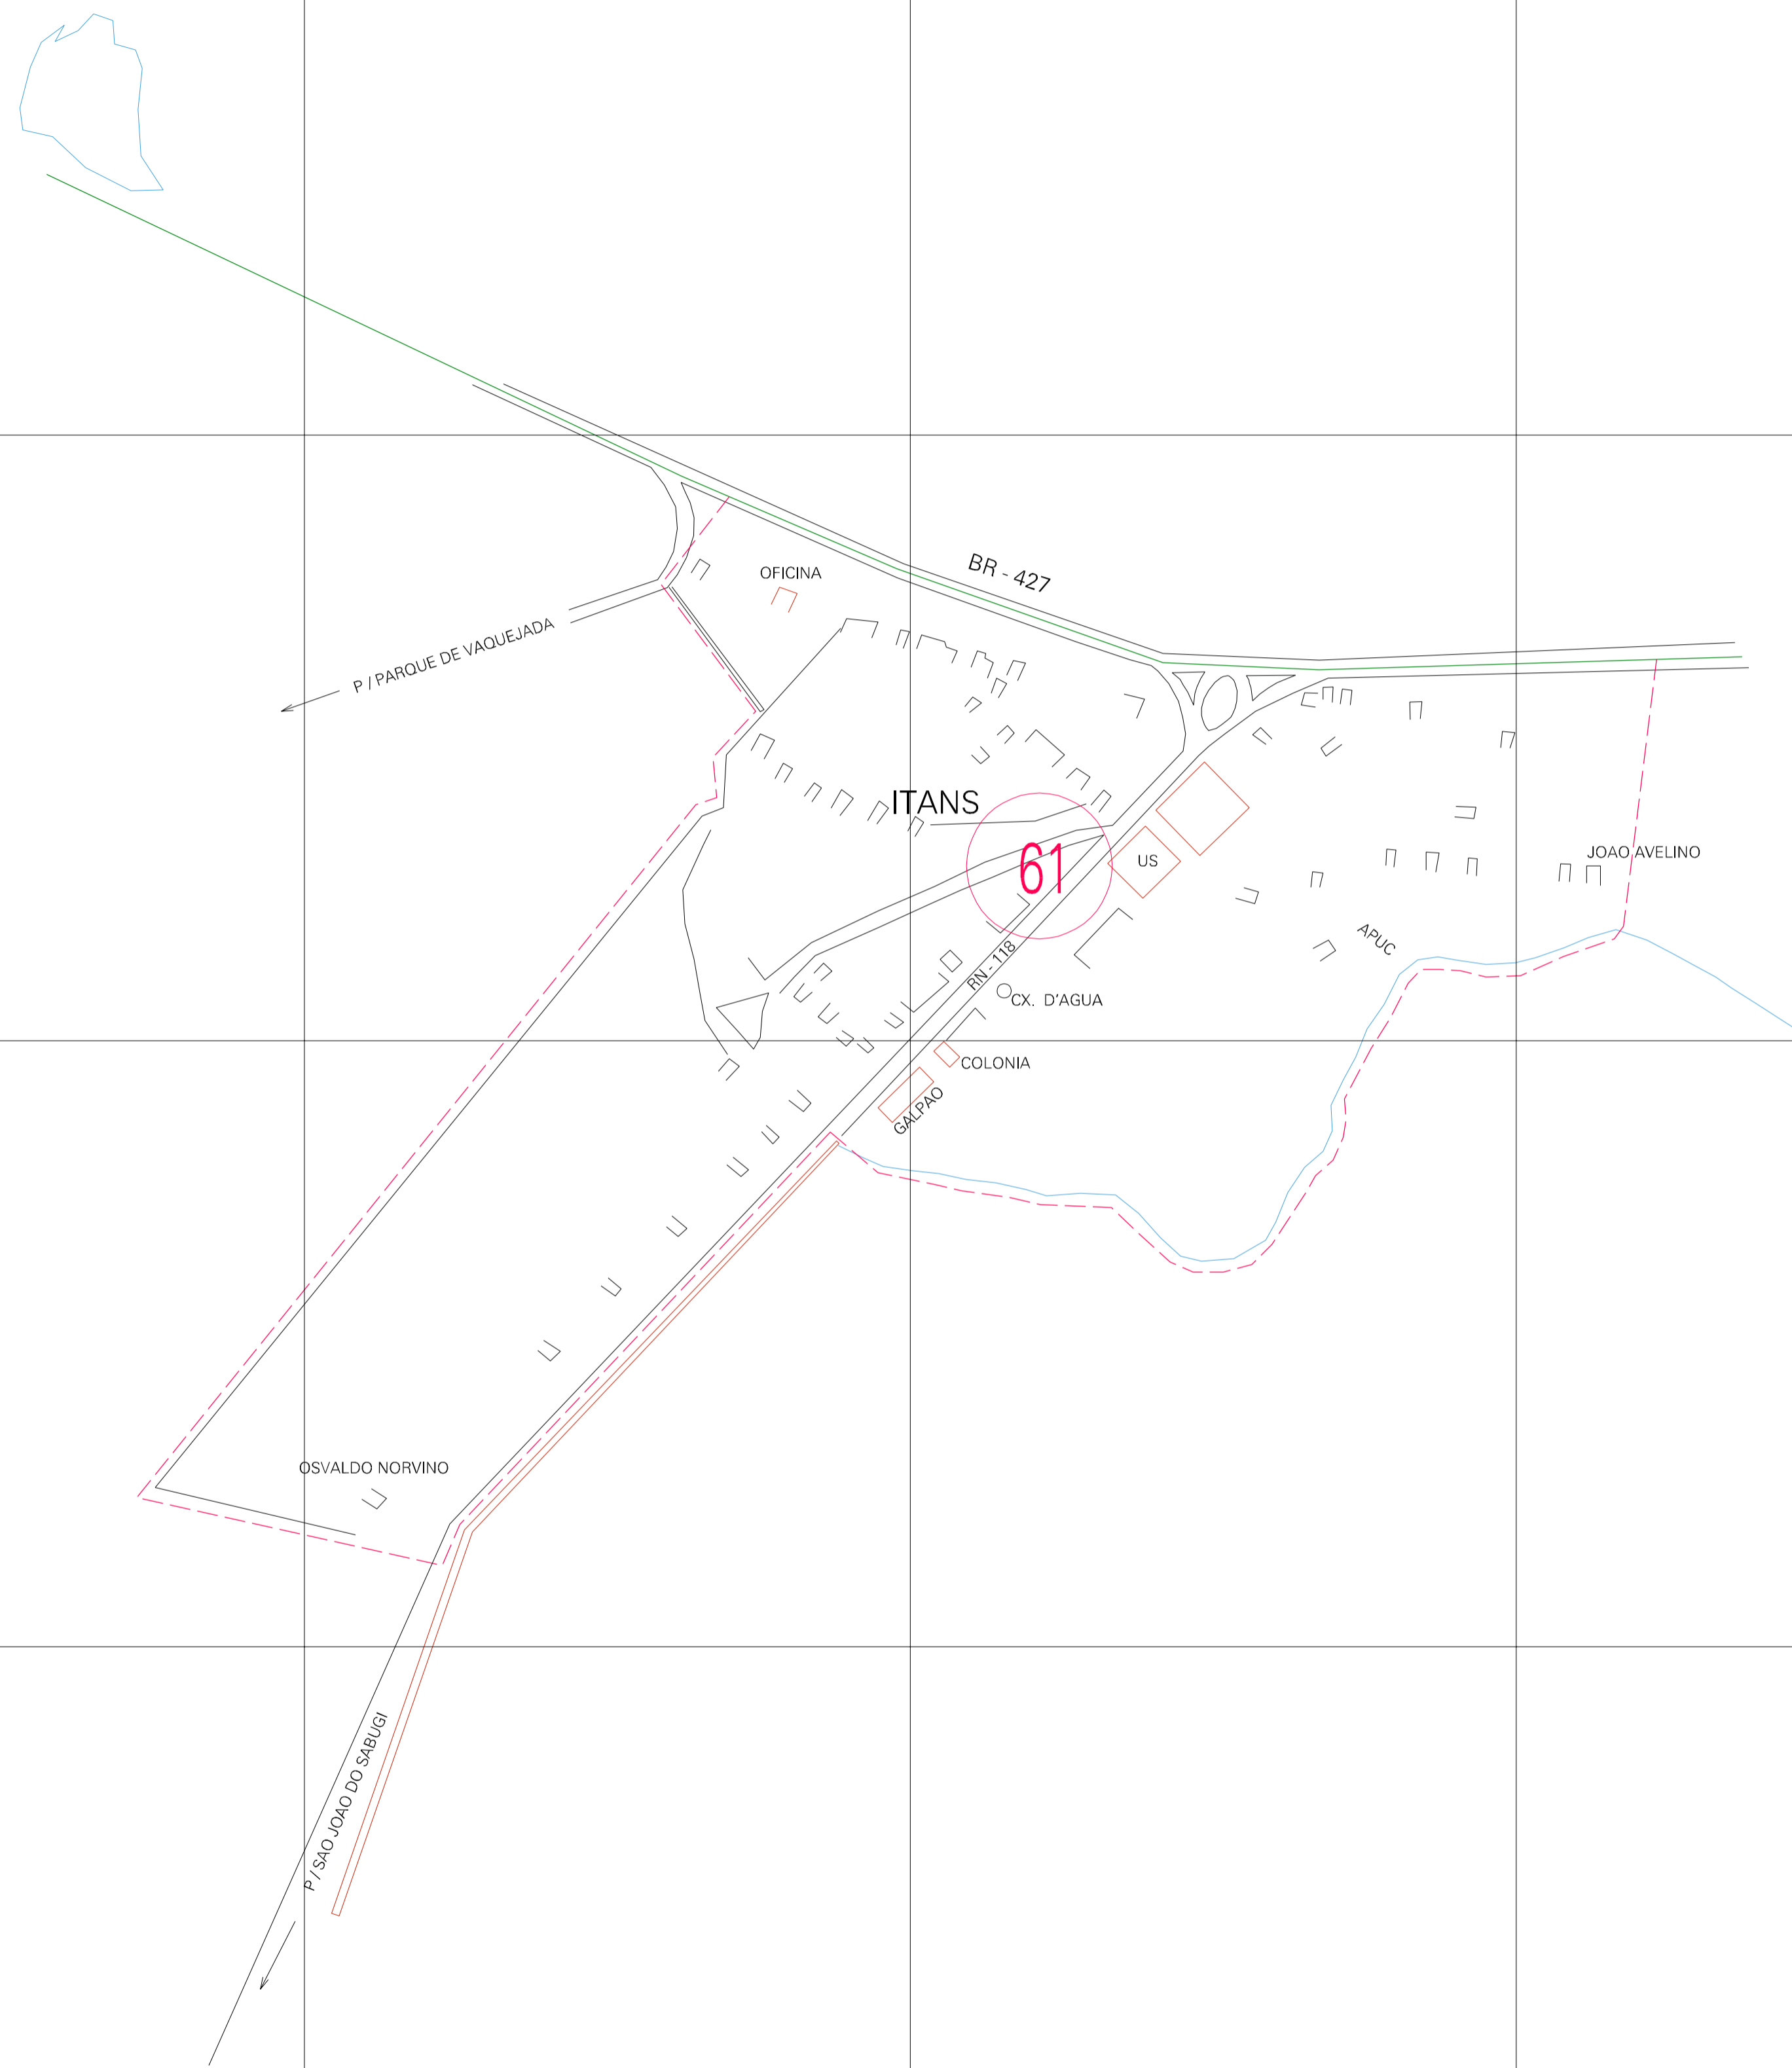 BR - 427
OFICINA
P / PARQUE DE VAQUEJADA
ITANS
61
US
JOAO AVELINO
APUC
RN - 118
CX. D'AGUA
COLONIA
GALPAO
OSVALDO NORVINO
P / SAO JOAO DO SABUGI